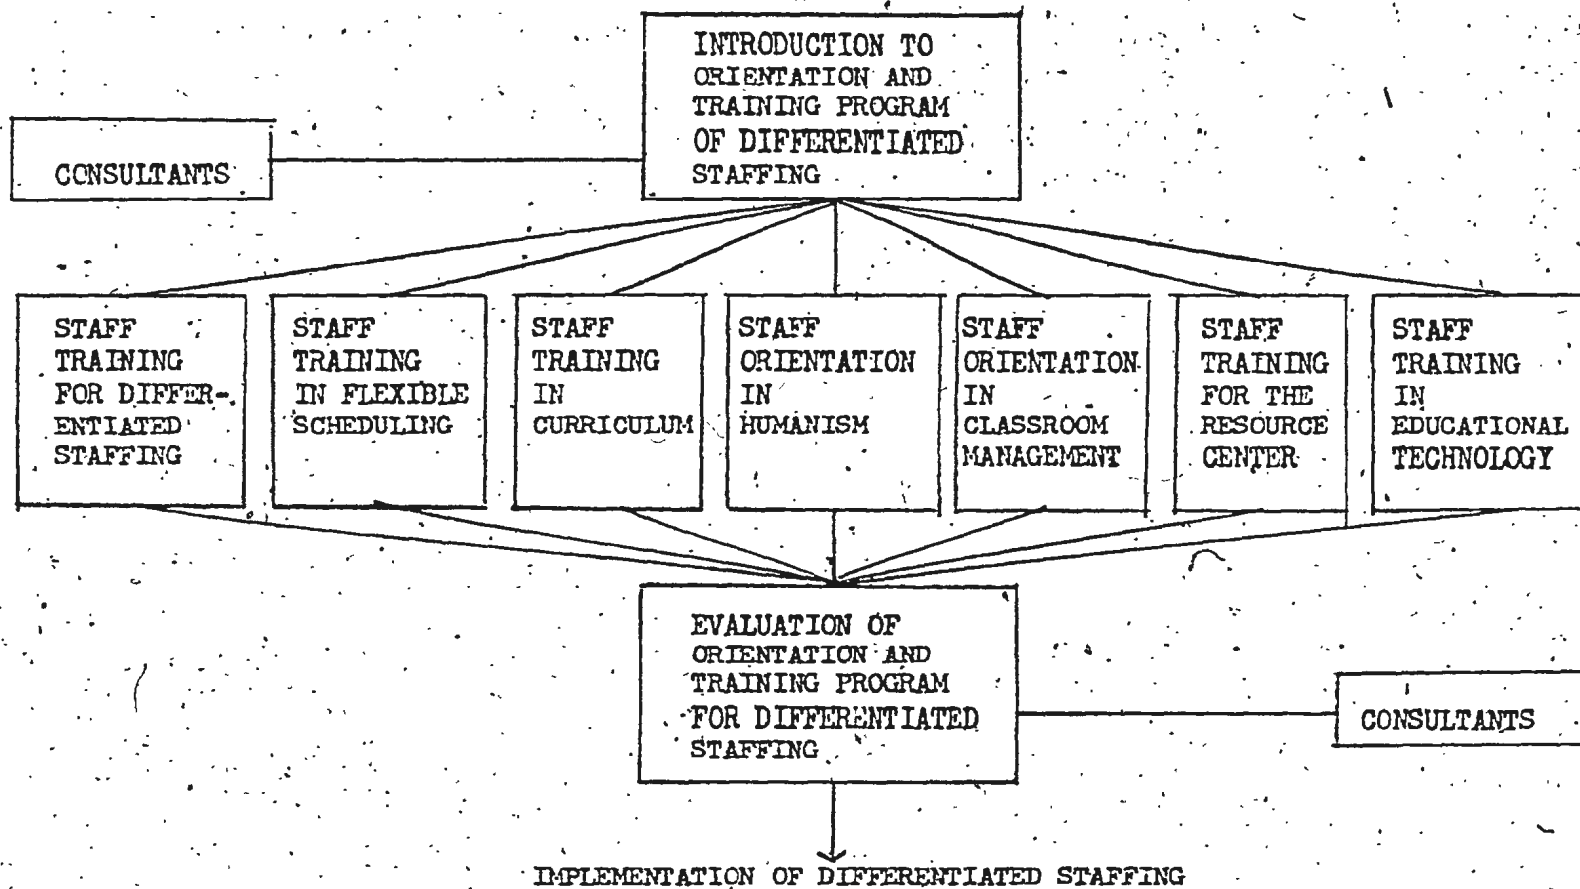 INTRODUCTION TO
ORIENTATION AND
TRAINING PROGRAM
OF DIFFERENTIATED
STAFFING
CONSULTANTS
STAFF
TRAINING
FOR DIFFER-
ENTIATED
STAFFING
STAFF
TRAINING
IN FLEXIBLE
SCHEDULING
STAFF
TRAINING
IN
CURRICULUM
STAFF
ORIENTATION
IN
HUMANISM
STAFF
ORIENTATION
IN
CLASSROOM
MANAGEMENT
STAFF
TRAINING
FOR THE
RESOURCE
CENTER
STAFF
TRAINING
IN
EDUCATIONAL
TECHNOLOGY
EVALUATION OF
ORIENTATION AND
TRAINING PROGRAM
FOR DIFFERENTIATED
STAFFING
CONSULTANTS
IMPLEMENTATION OF DIFFERENTIATED STAFFING